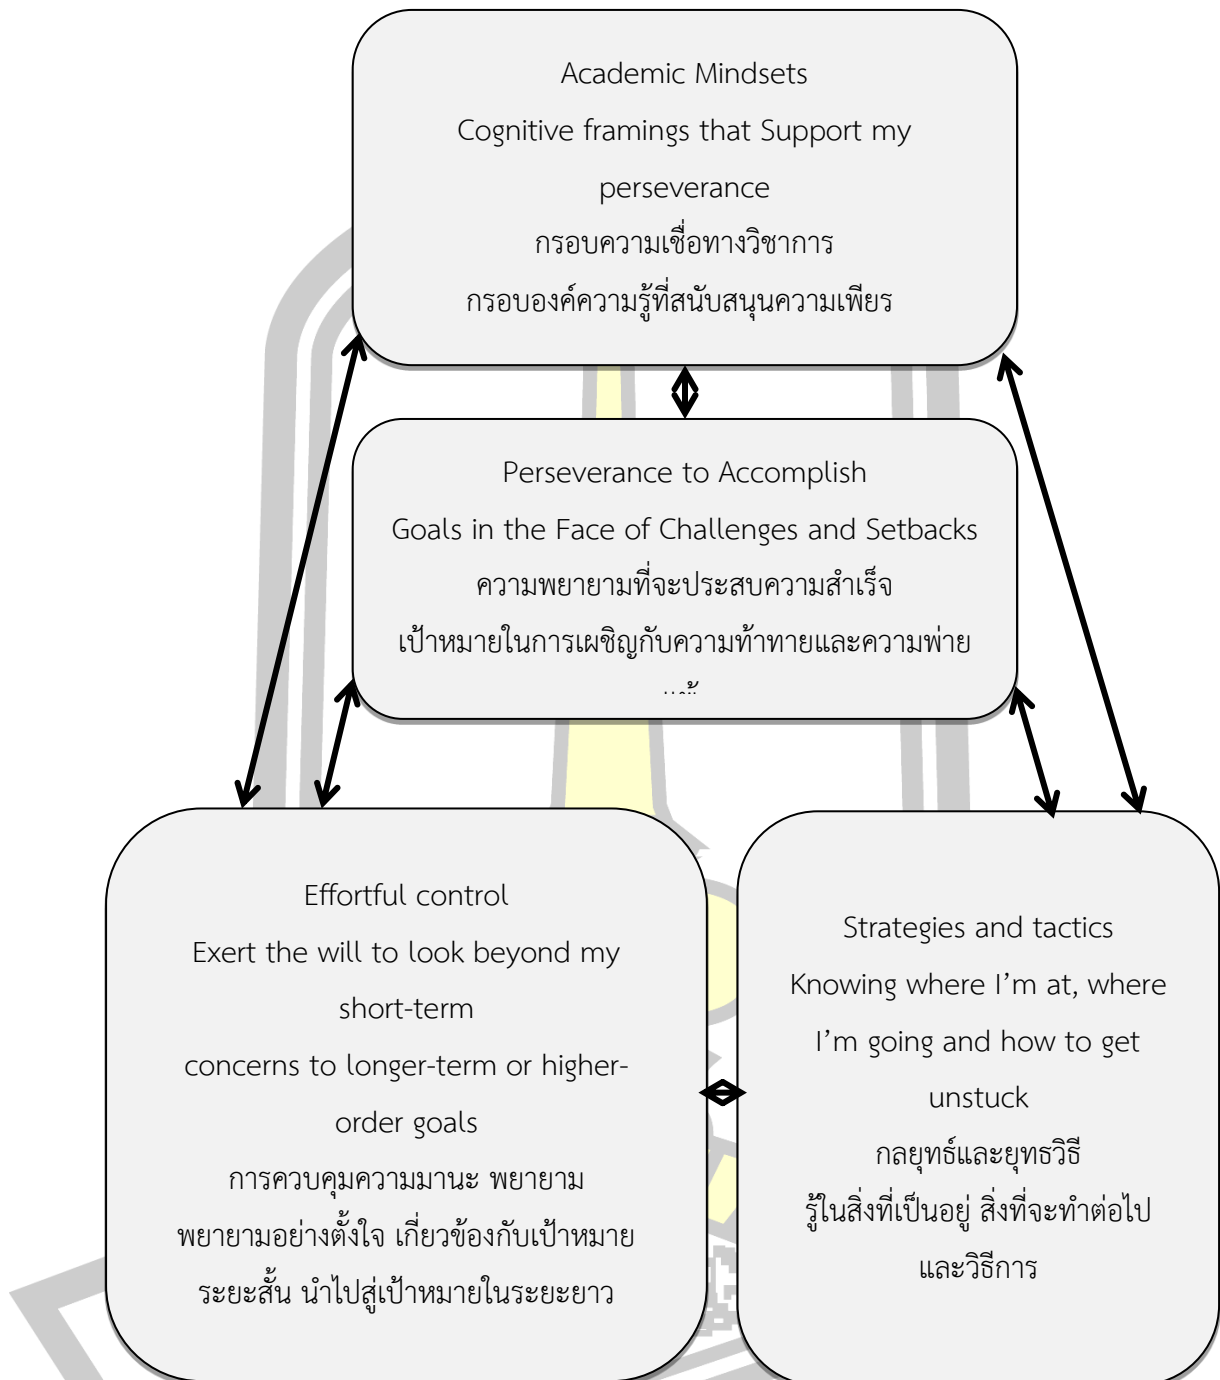 Academic Mindsets
Cognitive framings that Support my
perseverance
กรอบความเชื่อทางวิชาการ
กรอบองค์ความรู้ที่สนับสนุนความเพียร
Perseverance to Accomplish
Goals in the Face of Challenges and Setbacks
ความพยายามที่จะประสบความสำเร็จ
เป้าหมายในการเผชิญกับความท้าทายและความพ่าย
Effortful control
Exert the will to look beyond my
short-term
concerns to longer-term or higher-
order goals
การควบคุมความมานะ พยายาม
พยายามอย่างตั้งใจ เกี่ยวข้องกับเป้าหมาย
ระยะสั้น นำไปสู่เป้าหมายในระยะยาว
Strategies and tactics
Knowing where I'm at, where
I'm going and how to get
unstuck
กลยุทธ์และยุทธวิธี
รู้ในสิ่งที่เป็นอยู่ สิ่งที่จะทำต่อไป
และวิธีการ